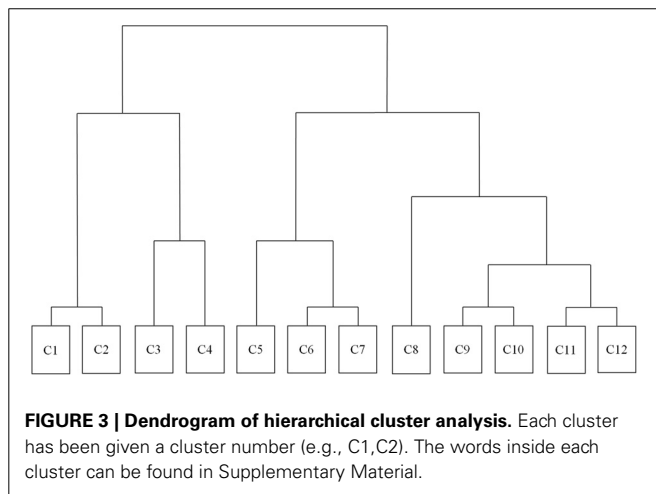 C1 C2 C3 C4 C5 C6 C7 C8 C9 C10 C11 C12
FIGURE 3 | Dendrogram of hierarchical cluster analysis. Each cluster
has been given a cluster number (e.g., C1,C2). The words inside each
cluster can be found in Supplementary Material.